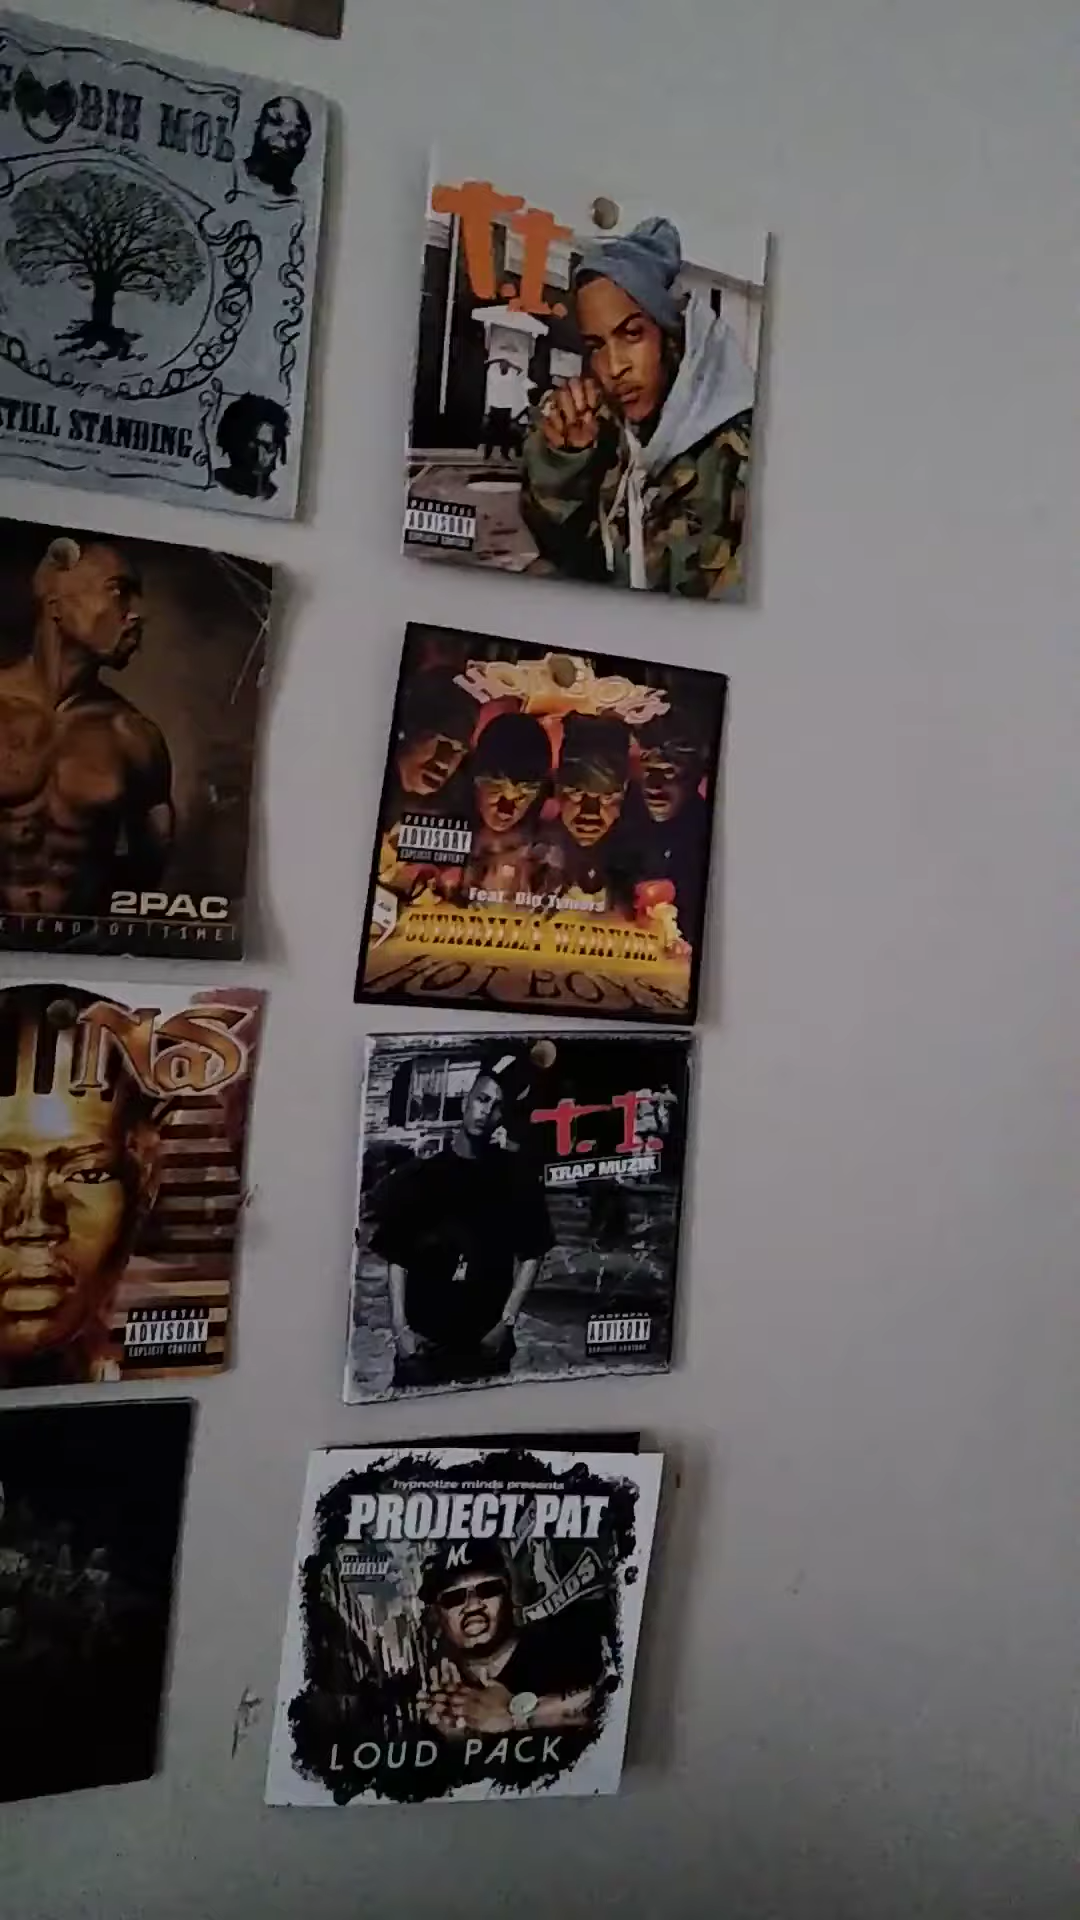 GOODIE MOB
STILL STANDING
T.I.
PARENTAL
ADVISORY
EXPLICIT CONTENT
2PAC
END OF TIME
HOT BOYS
PARENTAL
ADVISORY
EXPLICIT CONTENT
Feat. Big Tymers
GUERRILLA WARFARE
HOT BOYS
NAS
PARENTAL
ADVISORY
EXPLICIT CONTENT
T.I.
TRAP MUZIK
PARENTAL
ADVISORY
EXPLICIT CONTENT
hypnotize minds presents
PROJECT PAT
ADVISORY
M
MINDS
LOUD PACK